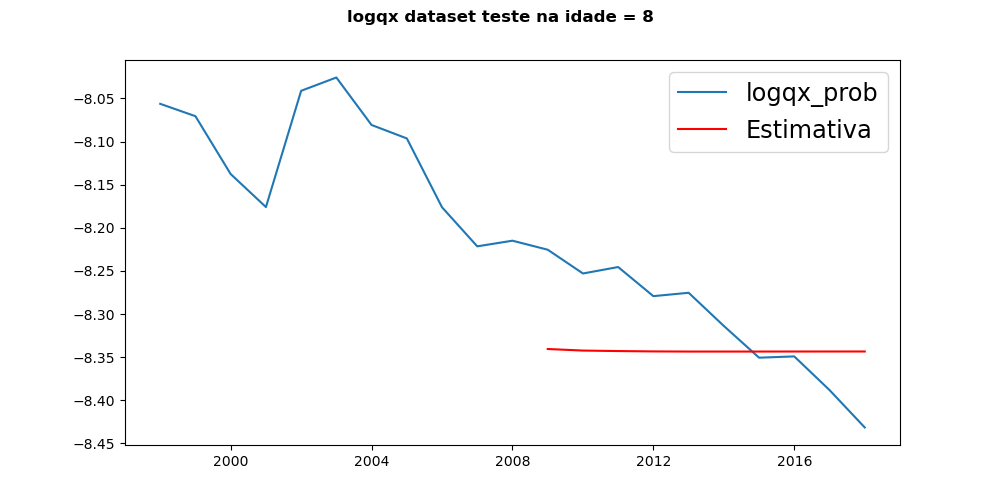 logqx dataset teste na idade = 8
logqx_prob
Estimativa
−8.05
−8.10
−8.15
−8.20
−8.25
−8.30
−8.35
−8.40
−8.45
2000 2004 2008 2012 2016